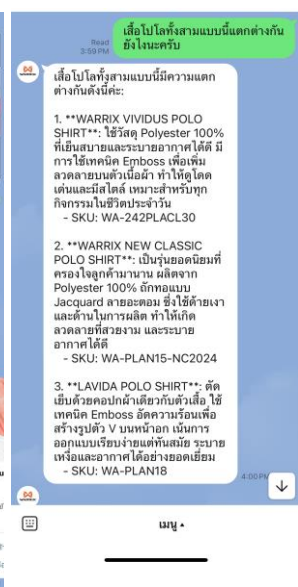 เสื้อโปโลทั้งสามแบบนี้แตกต่างกัน
ยังไงนะครับ
Read
3:59 PM
เสื้อโปโลทั้งสามแบบนี้มีความแตก
ต่างกันดังนี้ค่ะ:
1. **WARRIX VIVIDUS POLO
SHIRT**: ใช้วัสดุ Polyester 100%
ที่เย็นสบายและระบายอากาศได้ดี มี
การใช้เทคนิค Emboss เพื่อเพิ่ม
ลวดลายบนตัวเนื้อผ้า ทำให้ดูโดด
เด่นและมีสไตล์ เหมาะสำหรับทุก
กิจกรรมในชีวิตประจำวัน
- SKU: WA-242PLACL30
2. **WARRIX NEW CLASSIC
POLO SHIRT**: เป็นรุ่นยอดนิยมที่
ครองใจลูกค้ามานาน ผลิตจาก
Polyester 100% ถักทอแบบ
Jacquard ลายอะตอม ซึ่งใช้ด้ายเงา
และด้านในการผลิต ทำให้เกิด
ลวดลายที่สวยงาม และระบาย
อากาศได้ดี
- SKU: WA-PLAN15-NC2024
3. **LAVIDA POLO SHIRT**: ตัด
เย็บด้วยคอปกผ้าเดียวกับตัวเสื้อ ใช้
เทคนิค Emboss อัดความร้อนเพื่อ
สร้างรูปตัว V บนหน้าอก เน้นการ
ออกแบบเรียบง่ายแต่ทันสมัย ระบาย
เหงื่อและอากาศได้อย่างยอดเยี่ยม
- SKU: WA-PLAN18
4:00 PM
เมนู